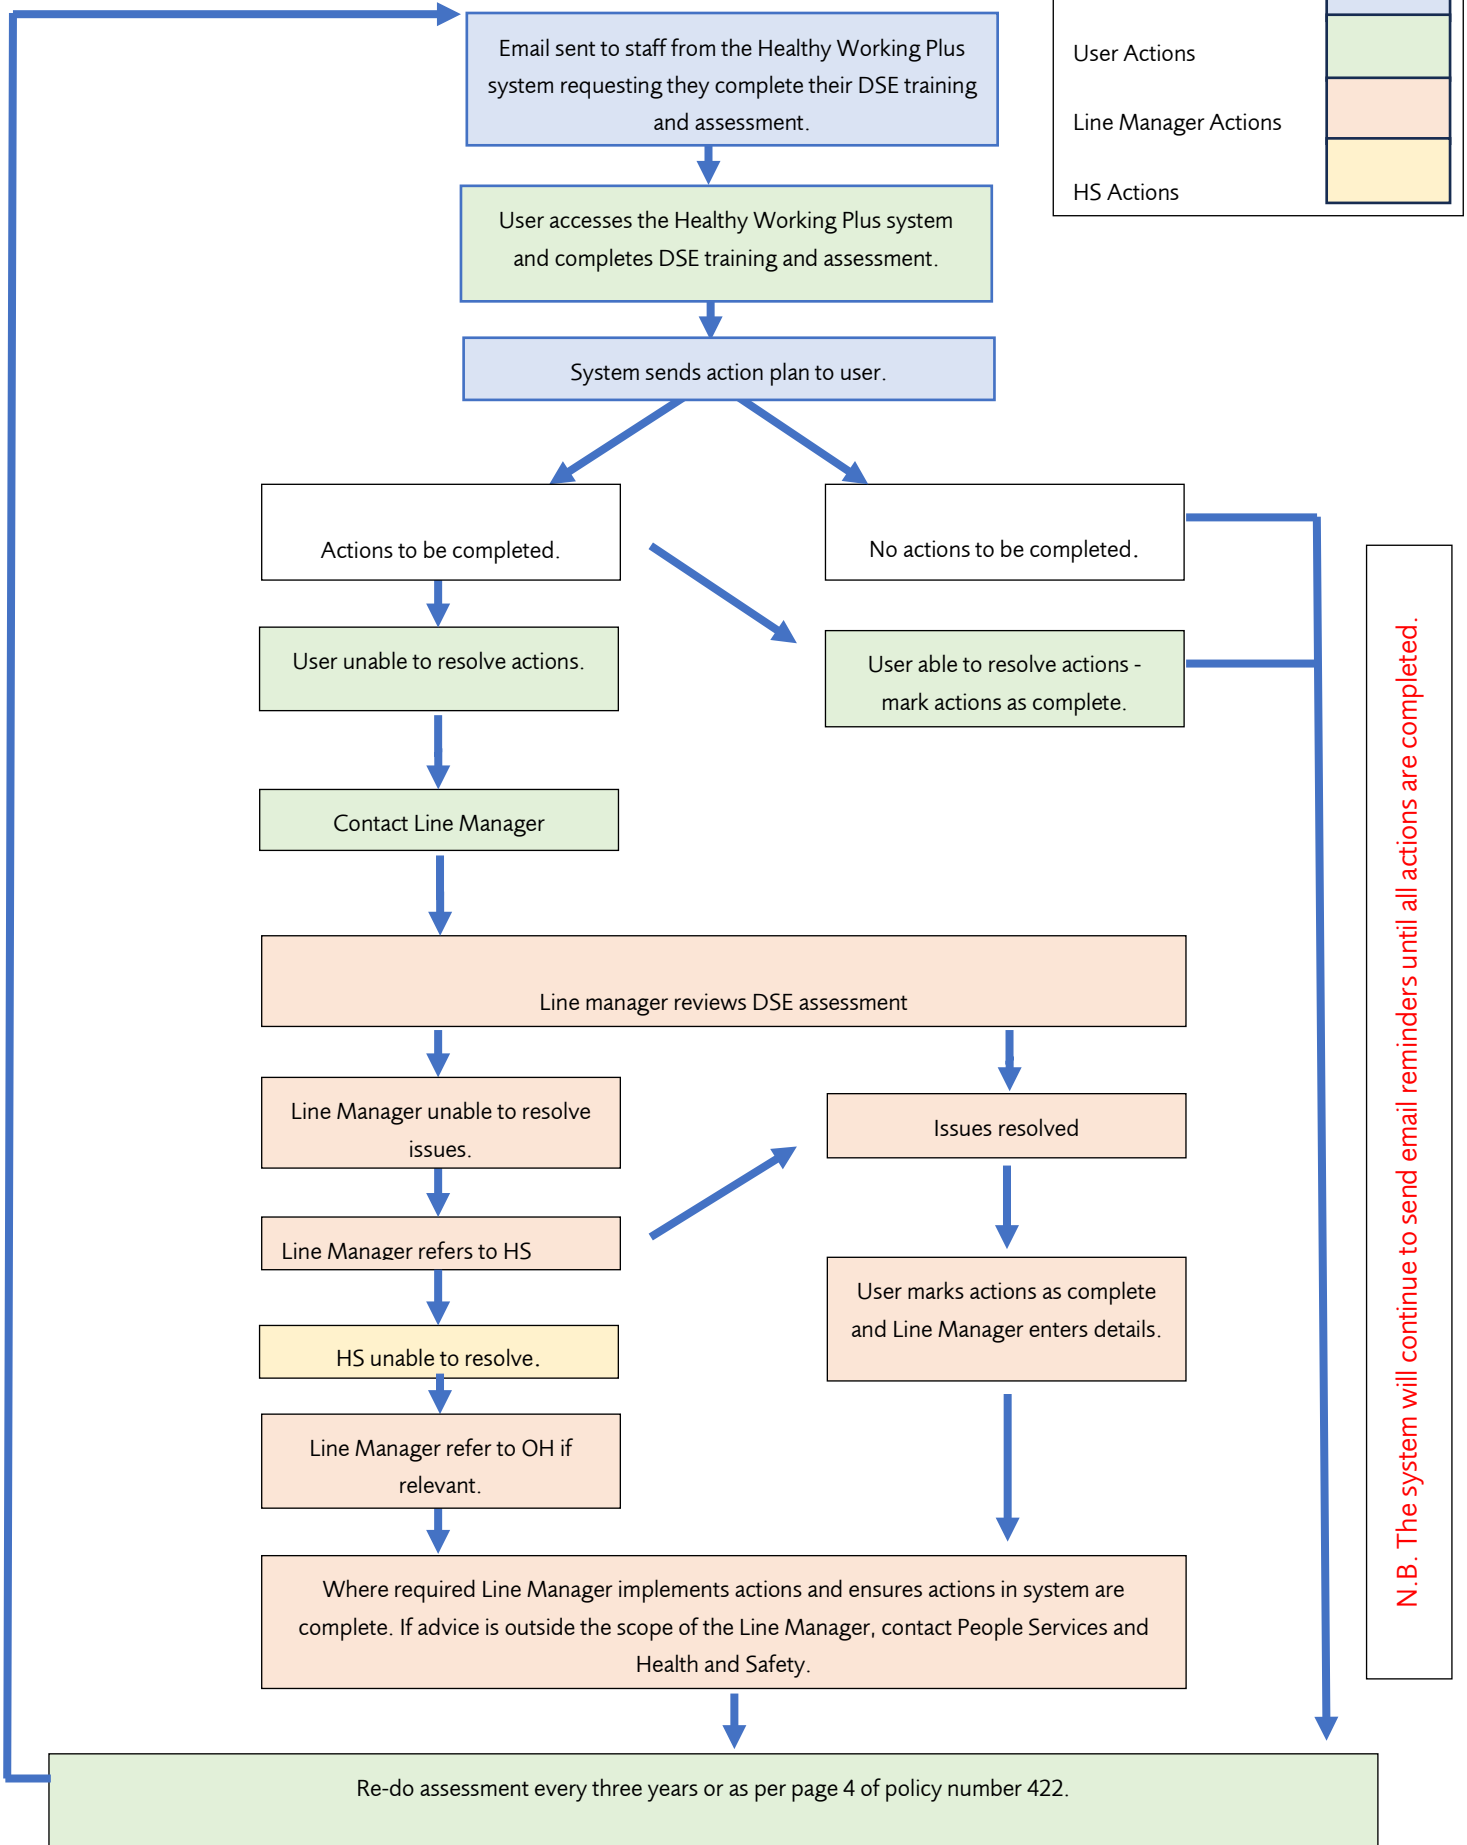 Email sent to staff from the Healthy Working Plus
system requesting they complete their DSE training
and assessment.
User Actions
Line Manager Actions
HS Actions
User accesses the Healthy Working Plus system
and completes DSE training and assessment.
System sends action plan to user.
Actions to be completed.
No actions to be completed.
User unable to resolve actions.
User able to resolve actions -
mark actions as complete.
Contact Line Manager
Line manager reviews DSE assessment
Line Manager unable to resolve
issues.
Issues resolved
Line Manager refers to HS
User marks actions as complete
and Line Manager enters details.
HS unable to resolve.
Line Manager refer to OH if
relevant.
Where required Line Manager implements actions and ensures actions in system are
complete. If advice is outside the scope of the Line Manager, contact People Services and
Health and Safety.
N.B. The system will continue to send email reminders until all actions are completed.
Re-do assessment every three years or as per page 4 of policy number 422.